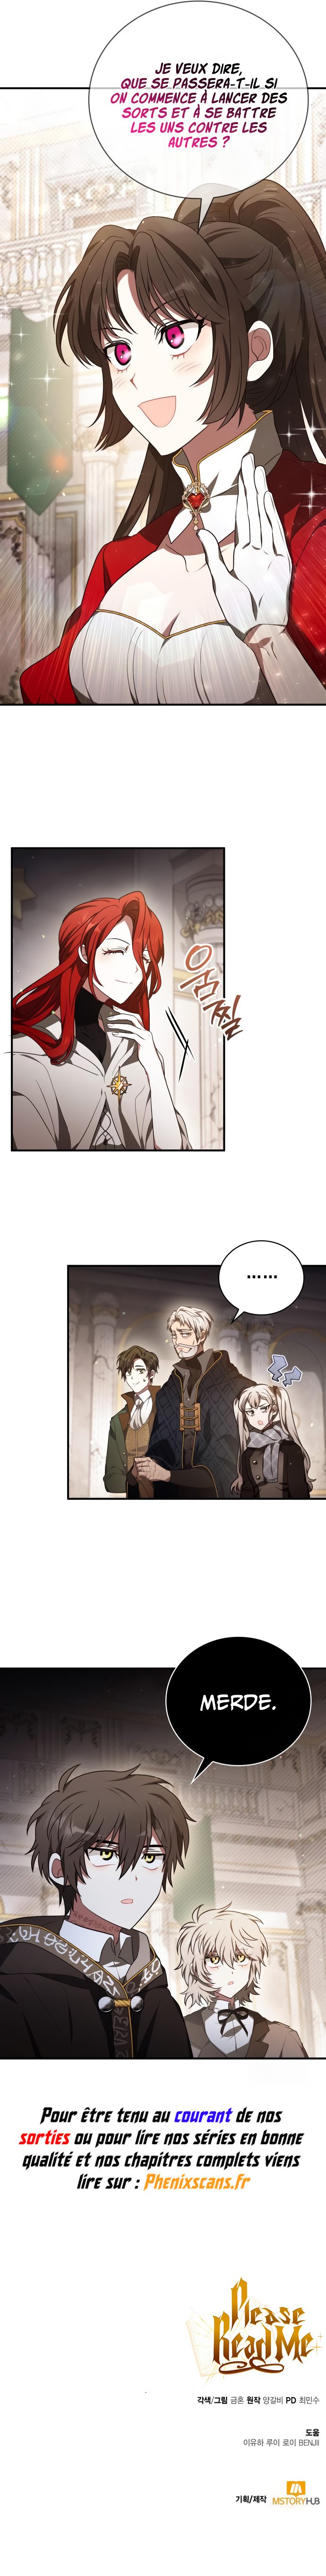 JE VEUX DIRE,
QUE SE PASSERA-T-IL SI
ON COMMENCE À LANCER DES
SORTS ET À SE BATTRE
LES UNS CONTRE LES
AUTRES ?
움찔
......
MERDE.
Pour être tenu au courant de nos
sorties ou pour lire nos séries en bonne
qualité et nos chapitres complets viens
lire sur : Phenixscans.fr
Please
Read Me
각색/그림 금흔 원작 양갈비 PD 최민수
도움
이유하 루이 로이 BENJI
기획/제작 MSTORYHUB